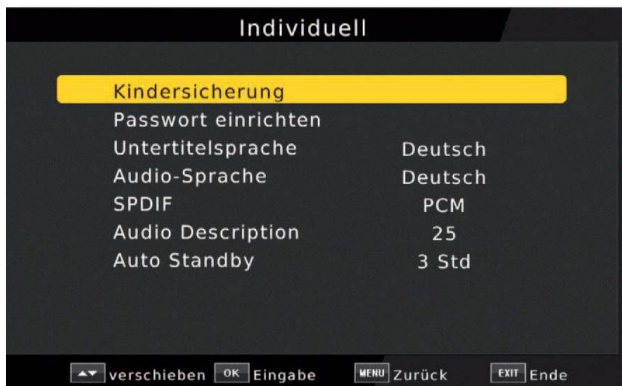 Individuell
Kindersicherung
Passwort einrichten
Untertitelsprache Deutsch
Audio-Sprache Deutsch
SPDIF PCM
Audio Description 25
Auto Standby 3 Std
verschieben OK Eingabe MENU Zurück EXIT Ende